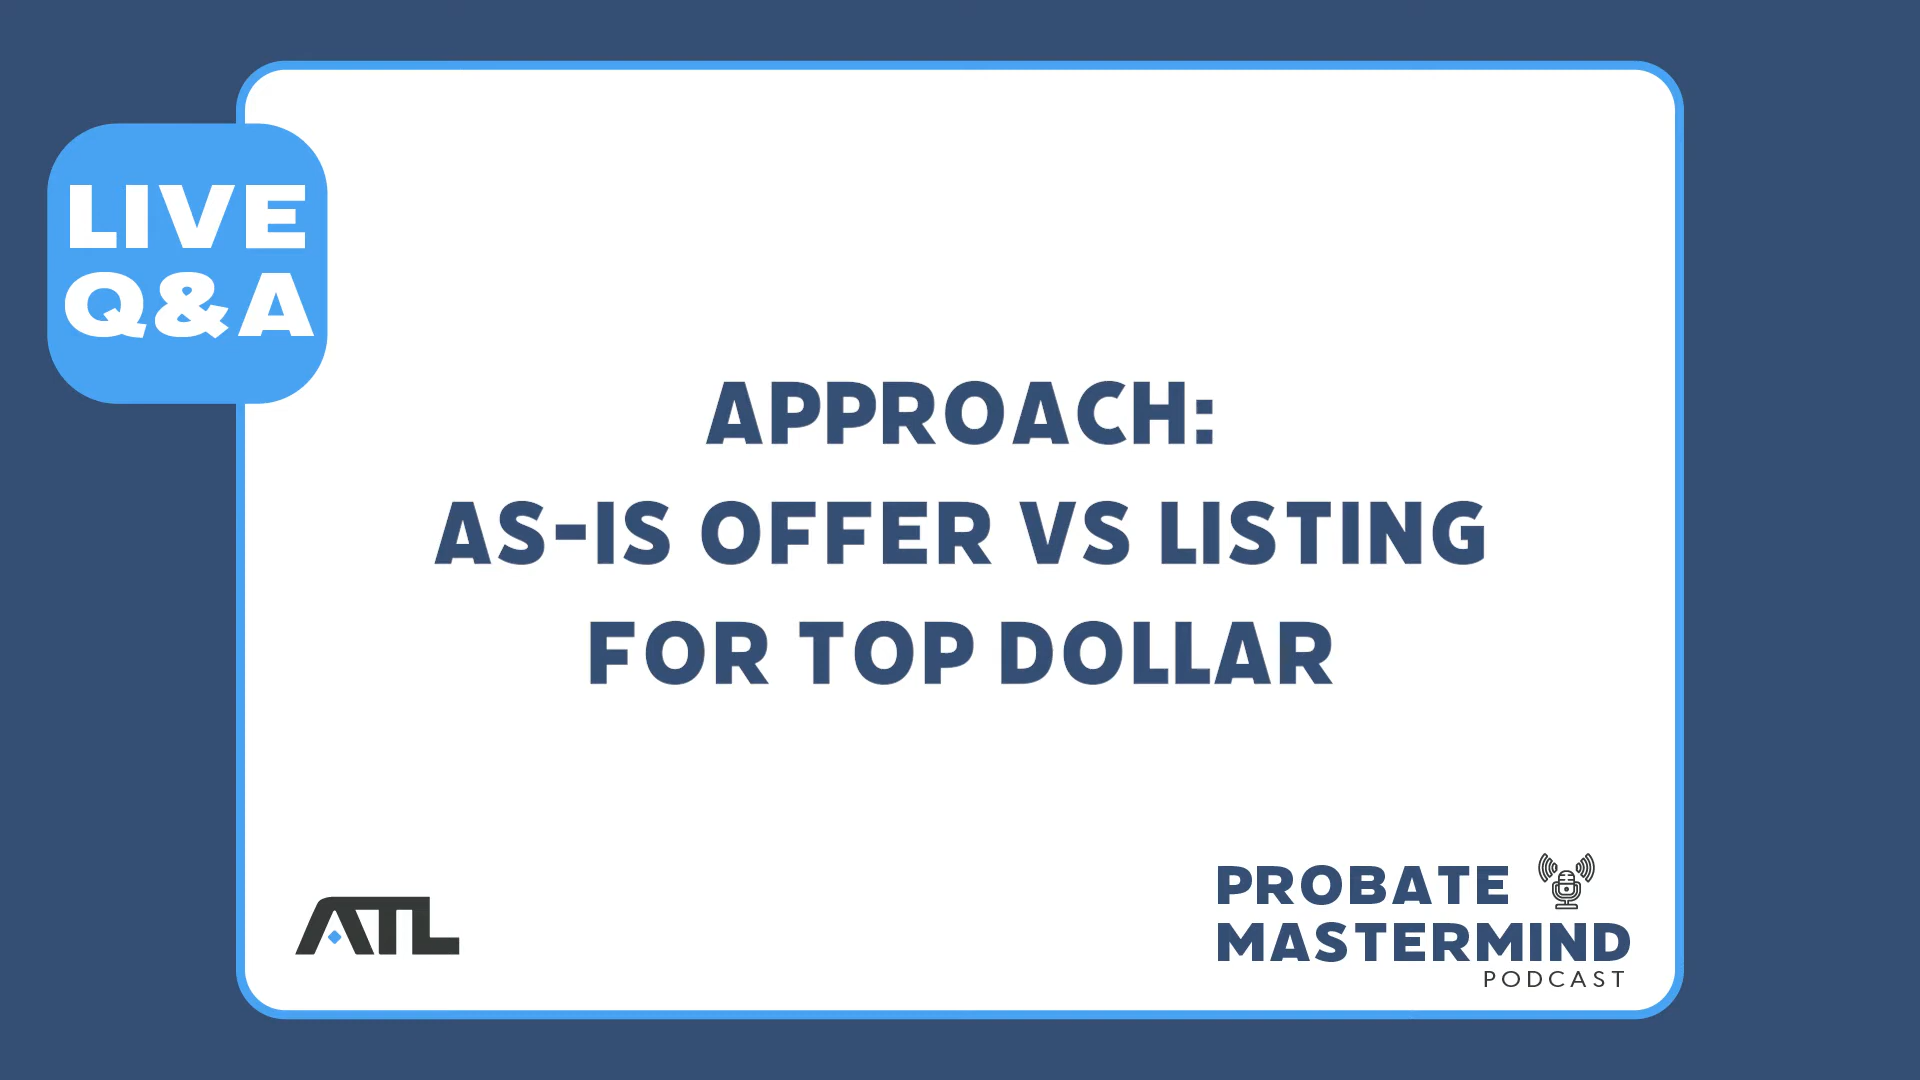 LIVE
Q&A
APPROACH:
AS-IS OFFER VS LISTING
FOR TOP DOLLAR
ATL
PROBATE
MASTERMIND
PODCAST